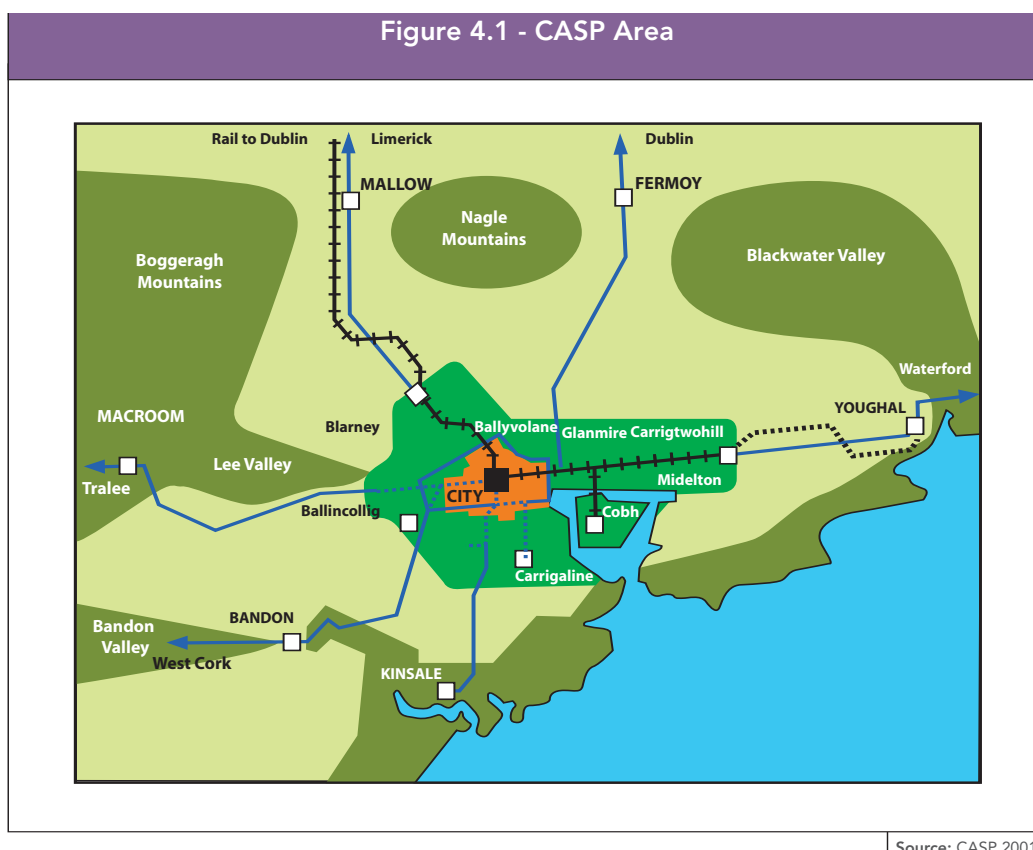 Figure 4.1 - CASP Area
Rail to Dublin
Limerick
Dublin
MALLOW
FERMOY
Nagle
Mountains
Boggeragh
Mountains
Blackwater Valley
Waterford
MACROOM
Blarney
Ballyvolane
Glanmire
Carrigtwohill
YOUGHAL
Lee Valley
Tralee
CITY
Midelton
Ballincollig
Cobh
Carrigaline
BANDON
Bandon
Valley
West Cork
KINSALE
Source: CASP 2001